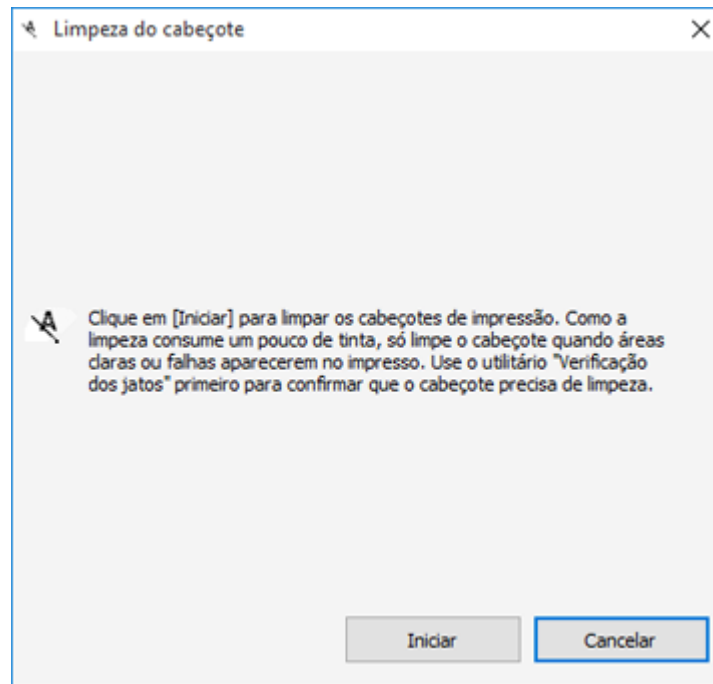 Limpeza do cabeçote
Clique em [Iniciar] para limpar os cabeçotes de impressão. Como a
limpeza consume um pouco de tinta, só limpe o cabeçote quando áreas
claras ou falhas aparecerem no impresso. Use o utilitário "Verificação
dos jatos" primeiro para confirmar que o cabeçote precisa de limpeza.
Iniciar
Cancelar